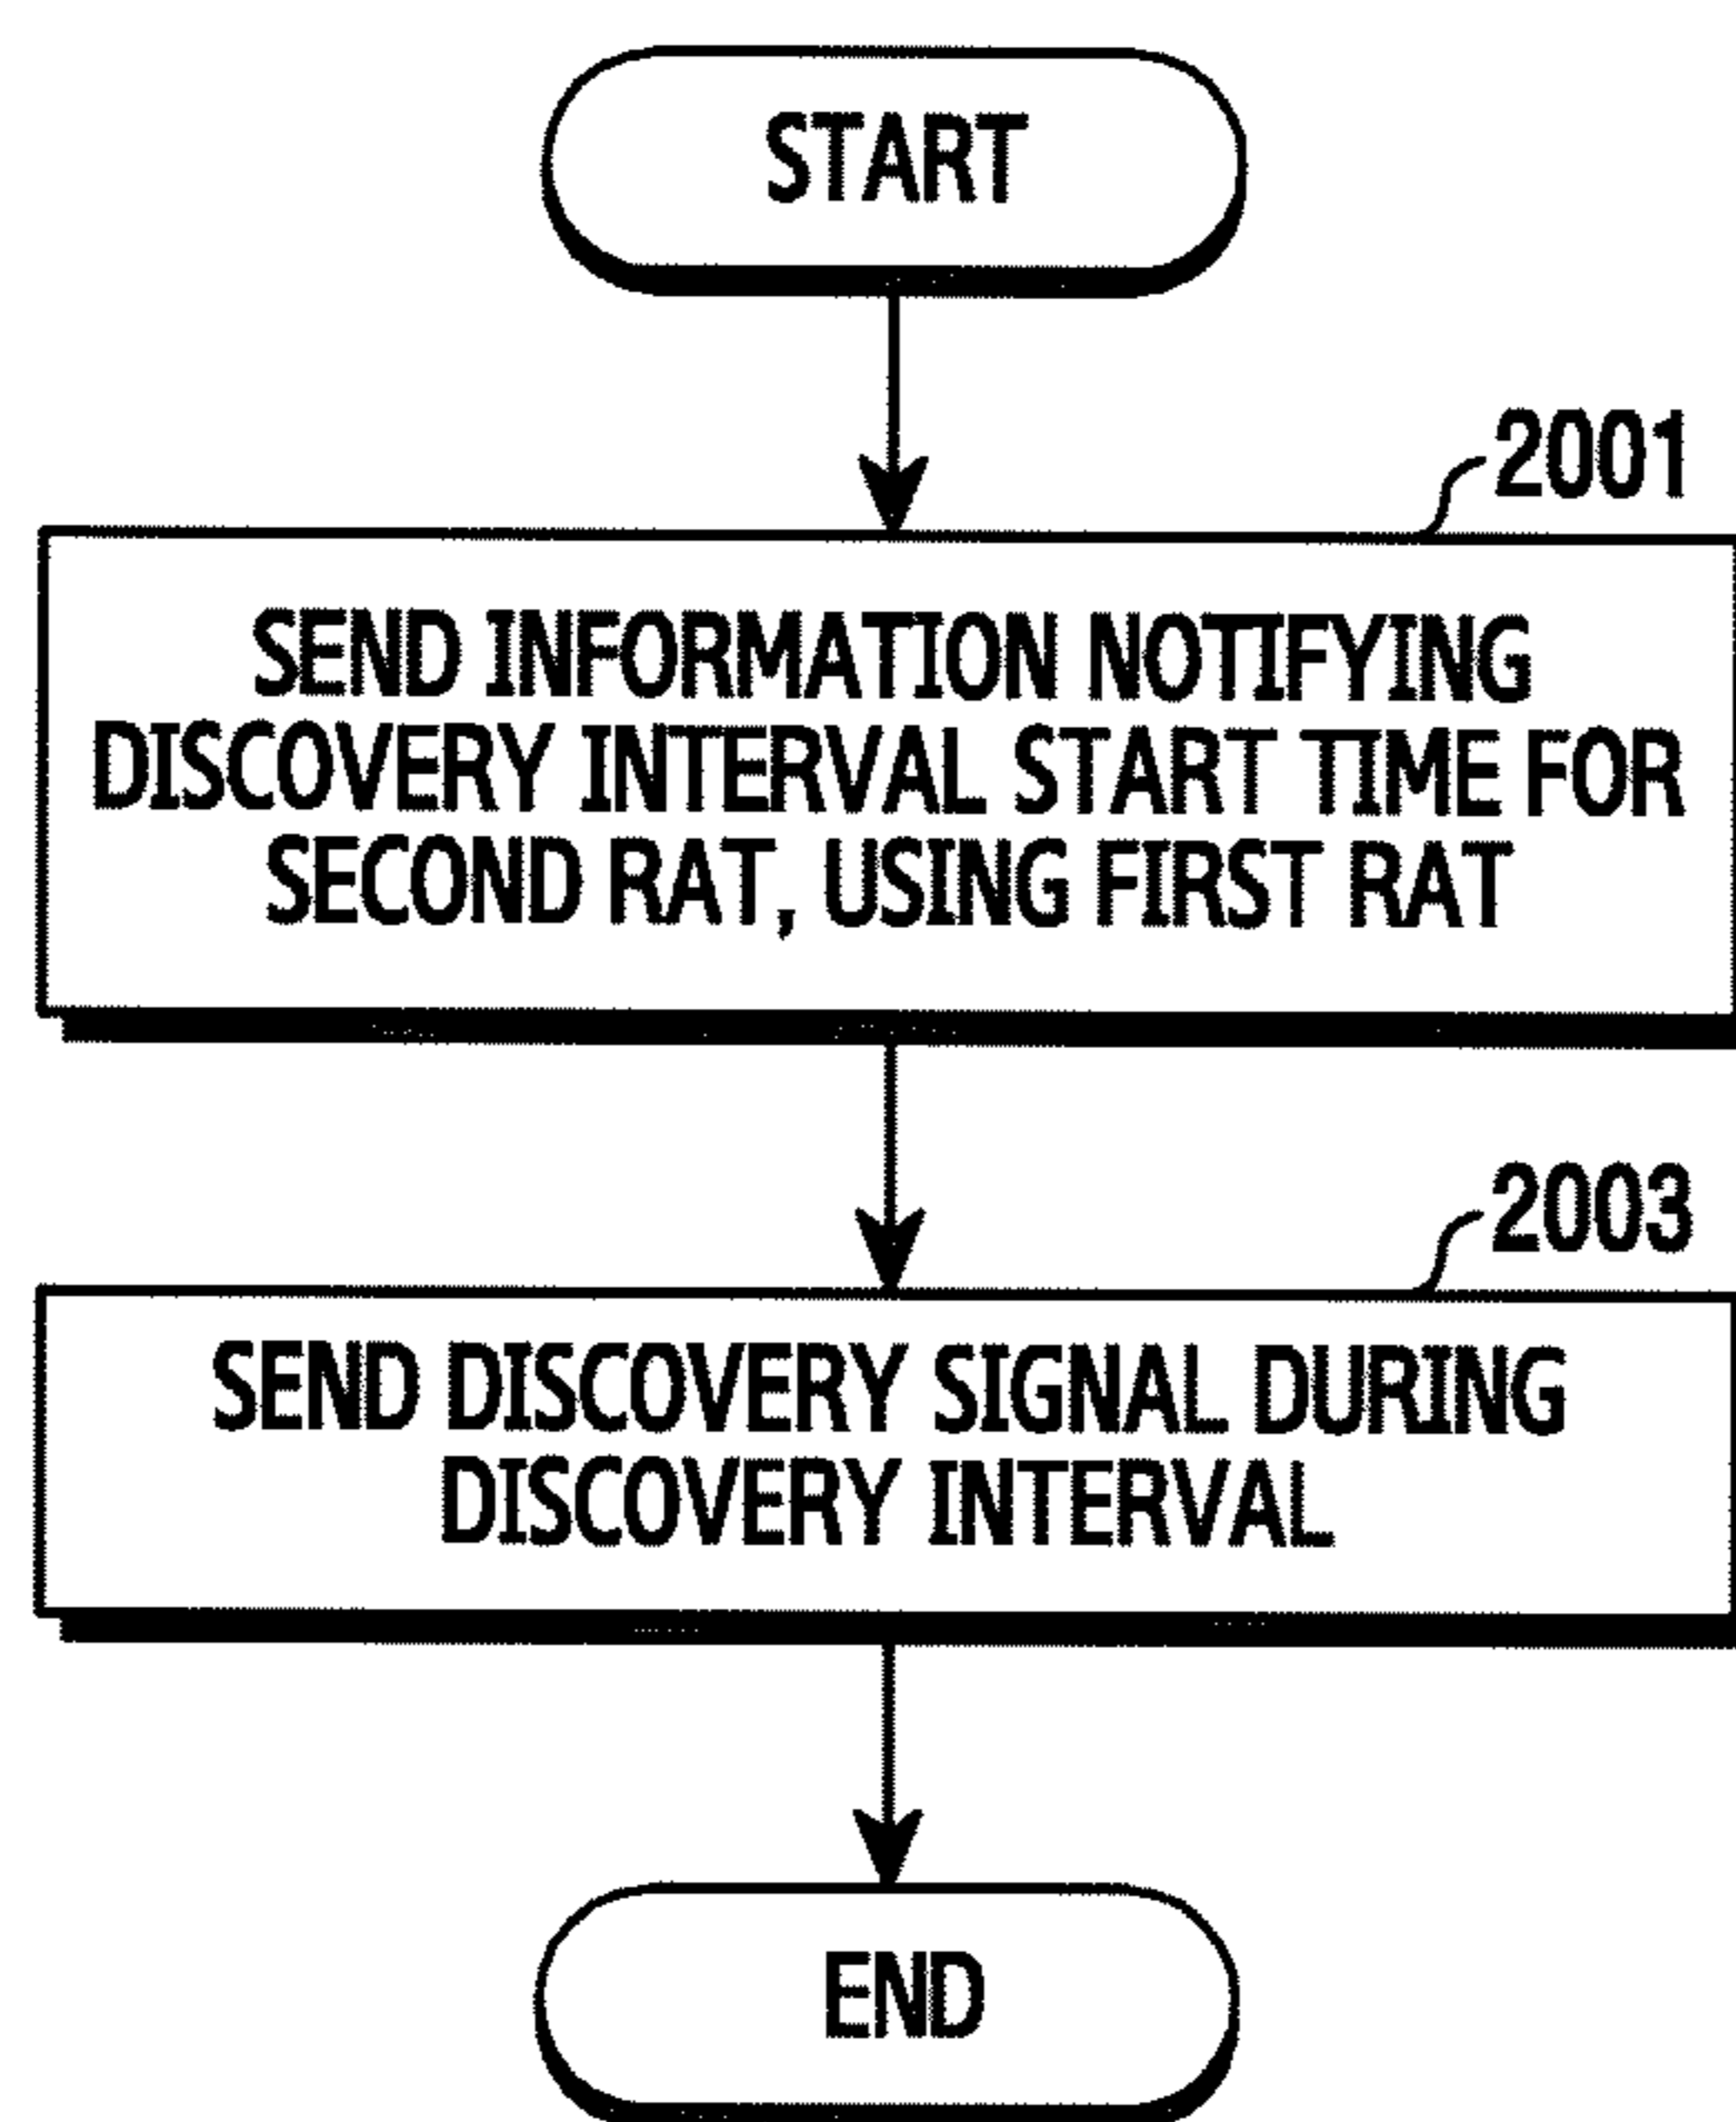 START
2001
SEND INFORMATION NOTIFYING
DISCOVERY INTERVAL START TIME FOR
SECOND RAT, USING FIRST RAT
2003
SEND DISCOVERY SIGNAL DURING
DISCOVERY INTERVAL
END